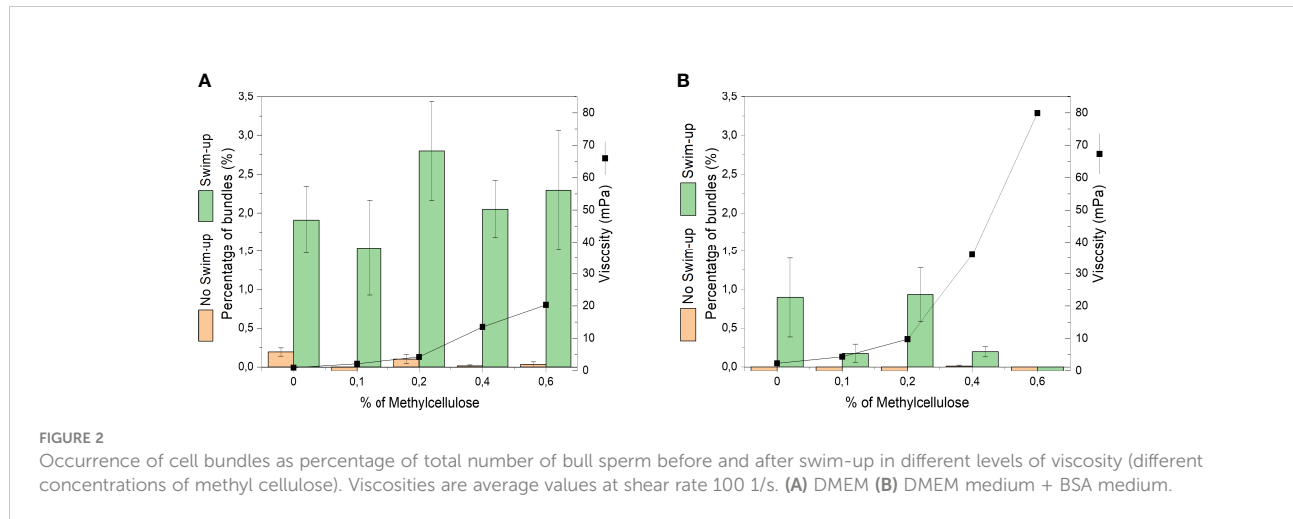 A
No Swim-up
Swim-up
Percentatge of bundles (%)
3,5
3,0
2,5
2,0
1,5
1,0
0,5
0,0
0
0,1
0,2
0,4
0,6
% of Methylcellulose
80
70
60
50
40
30
20
10
0
Viscosity (mPa)
B
No Swim-up
Swim-up
Percentatge of bundles (%)
3,5
3,0
2,5
2,0
1,5
1,0
0,5
0,0
0
0,1
0,2
0,4
0,6
% of Methylcellulose
80
70
60
50
40
30
20
10
0
Viscosity (mPa)
FIGURE 2
Occurrence of cell bundles as percentage of total number of bull sperm before and after swim-up in different levels of viscosity (different
concentrations of methyl cellulose). Viscosities are average values at shear rate 100 1/s. (A) DMEM (B) DMEM medium + BSA medium.